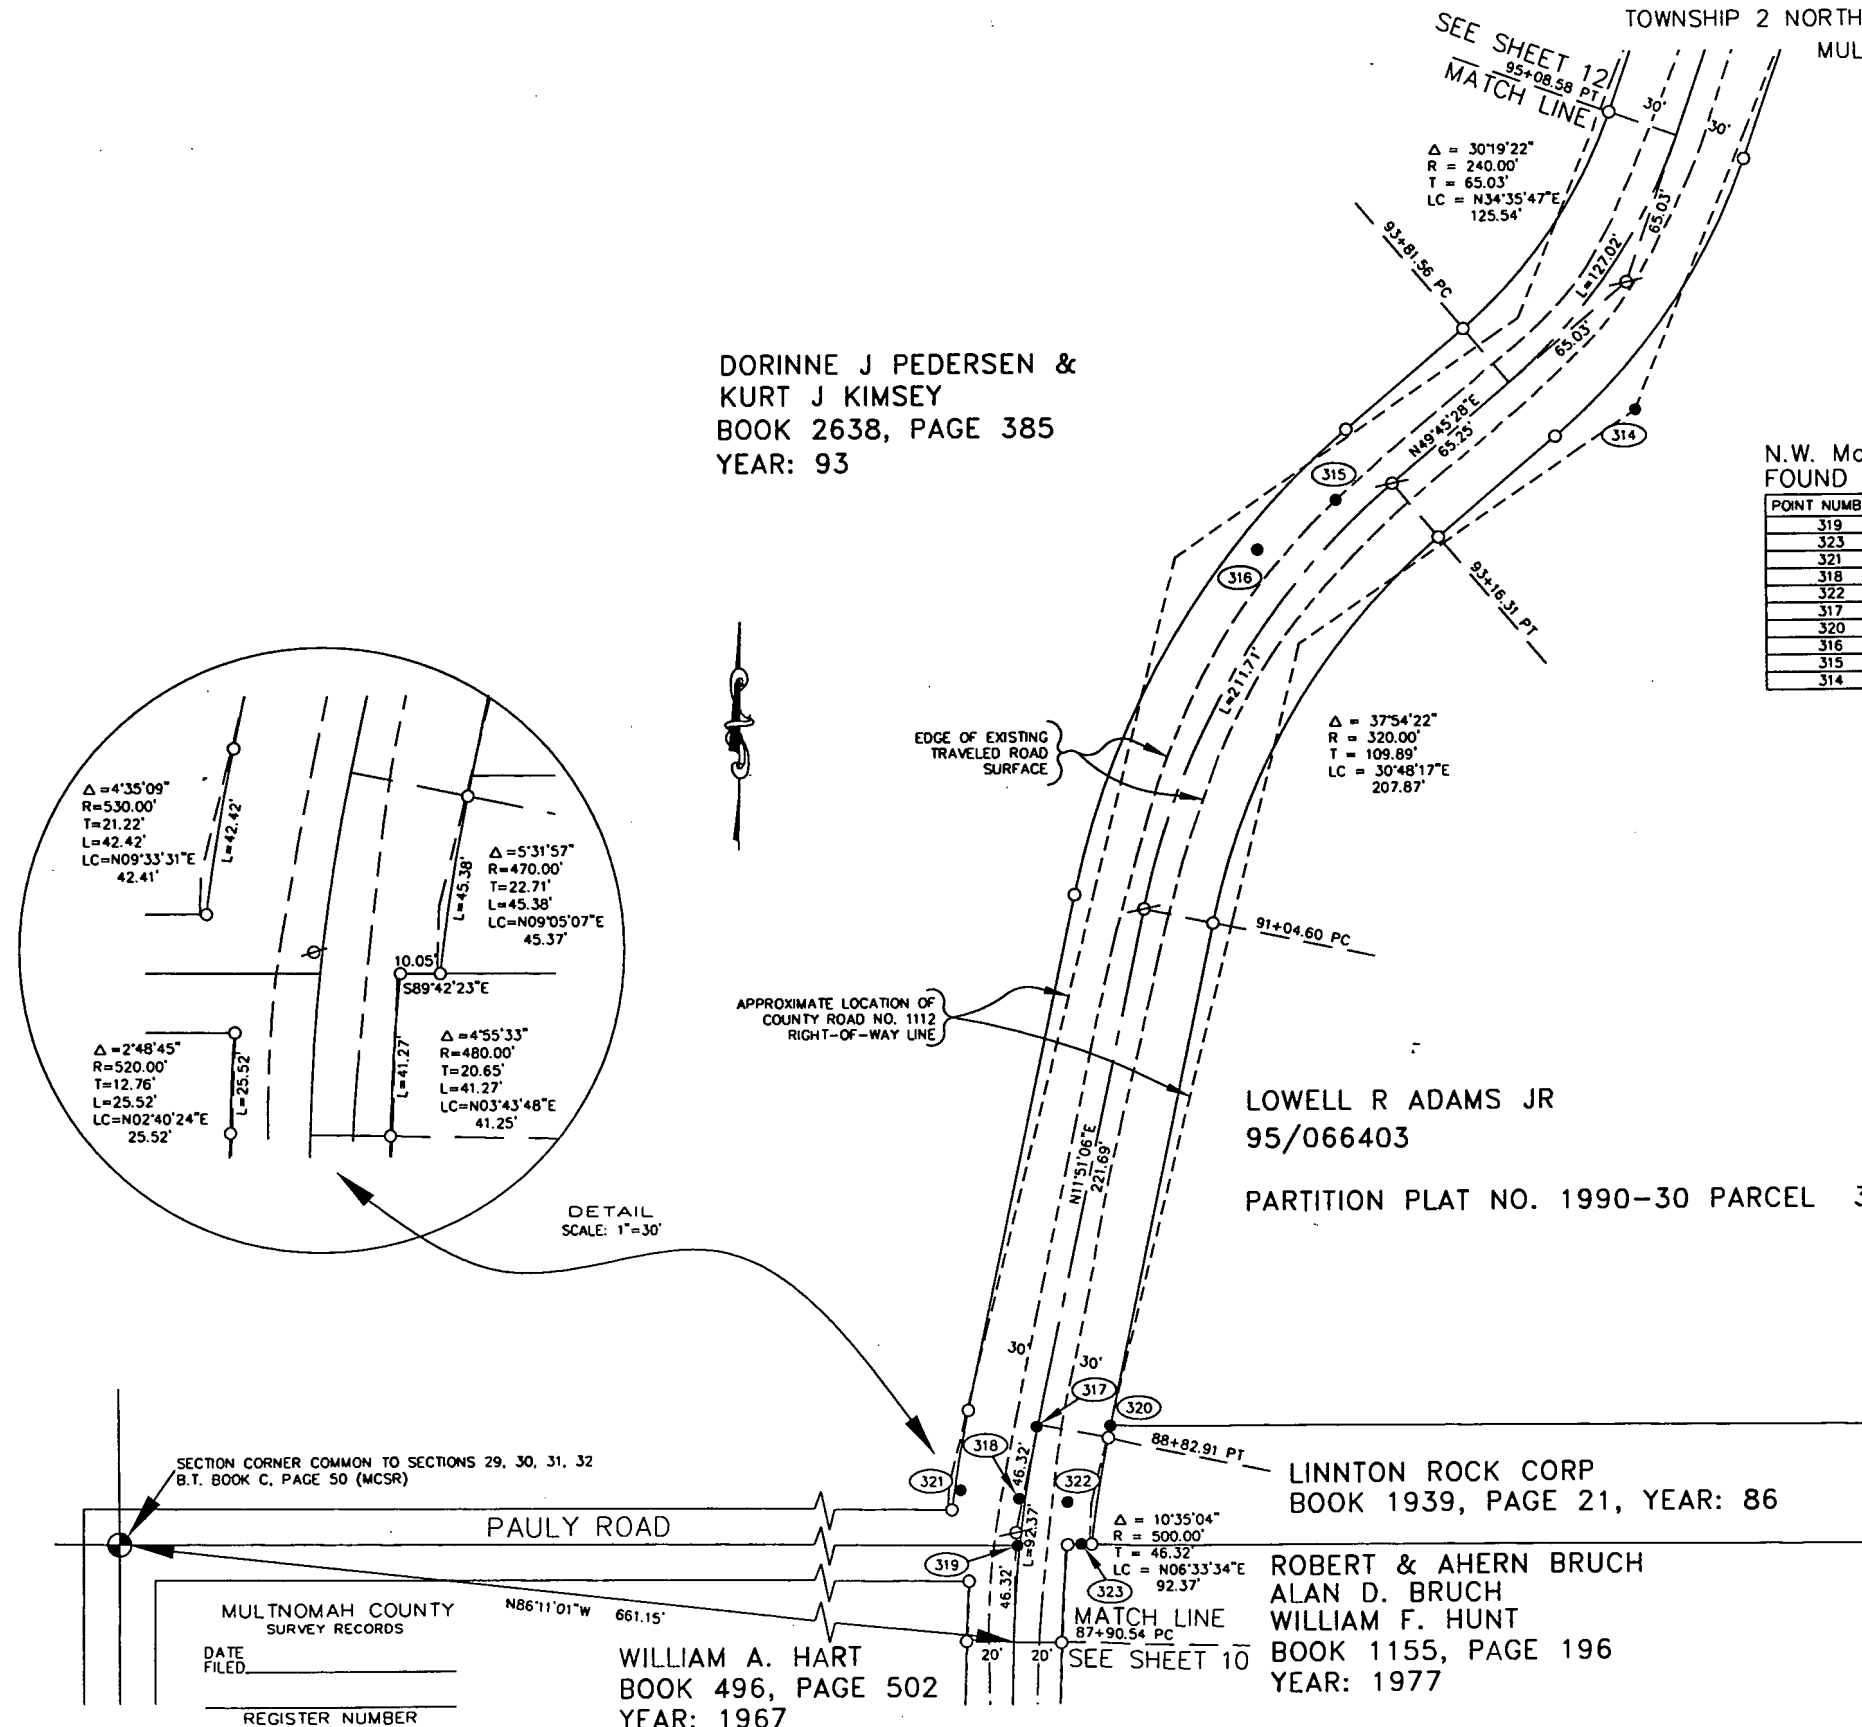 TOWNSHIP 2 NORTH
MUL
SEE SHEET 12
95+08.58 PT
MATCH LINE
30'
30'
Δ = 30°19'22"
R = 240.00'
T = 65.03'
LC = N34°35'47"E
125.54'
93+81.56 PC
65.03'
L=127.02'
65.03'
DORINNE J PEDERSEN &
KURT J KIMSEY
BOOK 2638, PAGE 385
YEAR: 93
N49°45'28"E
65.25'
314
315
316
93+16.31 PT
N.W. Mc
FOUND
POINT NUMB
319
323
321
318
322
317
320
316
315
314
L=211.71'
EDGE OF EXISTING
TRAVELED ROAD
SURFACE
Δ = 37°54'22"
R = 320.00'
T = 109.89'
LC = 30°48'17"E
207.87'
Δ=4°35'09"
R=530.00'
T=21.22'
L=42.42'
LC=N09°33'31"E
42.41'
L=42.42'
L=45.38'
Δ=5°31'57"
R=470.00'
T=22.71'
L=45.38'
LC=N09°05'07"E
45.37'
10.05'
S89°42'23"E
Δ=2°48'45"
R=520.00'
T=12.76'
L=25.52'
LC=N02°40'24"E
25.52'
L=25.52'
L=41.27'
Δ=4°55'33"
R=480.00'
T=20.65'
L=41.27'
LC=N03°43'48"E
41.25'
DETAIL
SCALE: 1"=30'
91+04.60 PC
APPROXIMATE LOCATION OF
COUNTY ROAD NO. 1112
RIGHT-OF-WAY LINE
LOWELL R ADAMS JR
95/066403
PARTITION PLAT NO. 1990-30 PARCEL 3
N11°51'06"E
221.69'
30'
30'
317
320
88+82.91 PT
318
46.32'
321
322
LINNTON ROCK CORP
BOOK 1939, PAGE 21, YEAR: 86
SECTION CORNER COMMON TO SECTIONS 29, 30, 31, 32
B.T. BOOK C, PAGE 50 (MCSR)
PAULY ROAD
L=92.37'
319
46.32'
Δ = 10°35'04"
R = 500.00'
T = 46.32'
LC = N06°33'34"E
92.37'
323
ROBERT & AHERN BRUCH
ALAN D. BRUCH
WILLIAM F. HUNT
BOOK 1155, PAGE 196
YEAR: 1977
MATCH LINE
87+90.54 PC
SEE SHEET 10
20'
20'
N86°11'01"W 661.15'
MULTNOMAH COUNTY
SURVEY RECORDS
DATE
FILED
REGISTER NUMBER
WILLIAM A. HART
BOOK 496, PAGE 502
YEAR: 1967